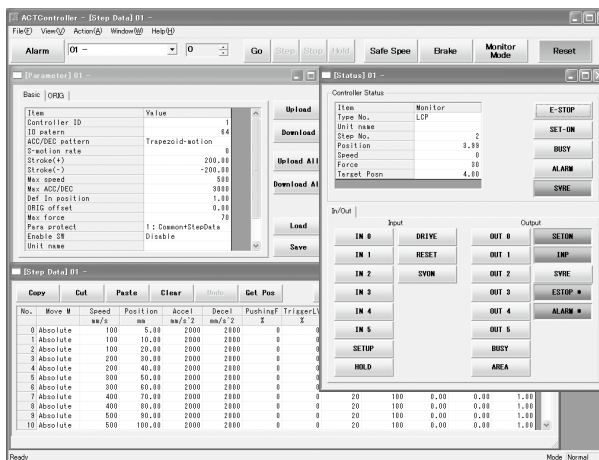 ACTController - [Step Data] 01 -
File(F) View(V) Action(A) Window(W) Help(H)
Alarm 01 - 0 Go Step Stop Hold Safe Spee Brake Monitor Mode Reset
[Parameter] 01 -
Basic ORIG
Item Value
Controller ID 1
IO patern 64
ACC/DEC pattern Trapezoid-motion
S-motion rate 0
Stroke(+) 200.00
Stroke(-) -200.00
Max speed 500
Max ACC/DEC 3000
Def In position 1.00
ORIG offset 0.00
Max force 70
Para protect 1 : Common+StepData
Enable SW Disable
Unit name
Upload
Download
Upload All
Download Al
Load
Save
[Status] 01 -
Controller Status
Item Monitor
Type No. LCP
Unit name
Step No. 2
Position 3.99
Speed 0
Force 30
Target Posn 4.00
E-STOP
SET-ON
BUSY
ALARM
SVRE
In/Out
Input Output
IN 0 DRIVE OUT 0 SETON
IN 1 RESET OUT 1 INP
IN 2 SVON OUT 2 SVRE
IN 3 OUT 3 ESTOP *
IN 4 OUT 4 ALARM *
IN 5 OUT 5
SETUP BUSY
HOLD AREA
[Step Data] 01 -
Copy Cut Paste Clear Undo Get Pos
No. Move M Speed Position Accel Decel PushingF TriggerLV
mm/s mm mm/s^2 mm/s^2 % %
0 Absolute 100 5.00 2000 2000 0 0
1 Absolute 100 10.00 2000 2000 0 0
2 Absolute 100 20.00 2000 2000 0 0
3 Absolute 200 30.00 2000 2000 0 0
4 Absolute 200 40.00 2000 2000 0 0
5 Absolute 300 50.00 2000 2000 0 0
6 Absolute 300 60.00 2000 2000 0 0
7 Absolute 400 70.00 2000 2000 0 0 20 100 0.00 0.00 1.00
8 Absolute 400 80.00 2000 2000 0 0 20 100 0.00 0.00 1.00
9 Absolute 500 90.00 2000 2000 0 0 20 100 0.00 0.00 1.00
10 Absolute 500 100.00 2000 2000 0 0 20 100 0.00 0.00 1.00
Ready Mode Normal